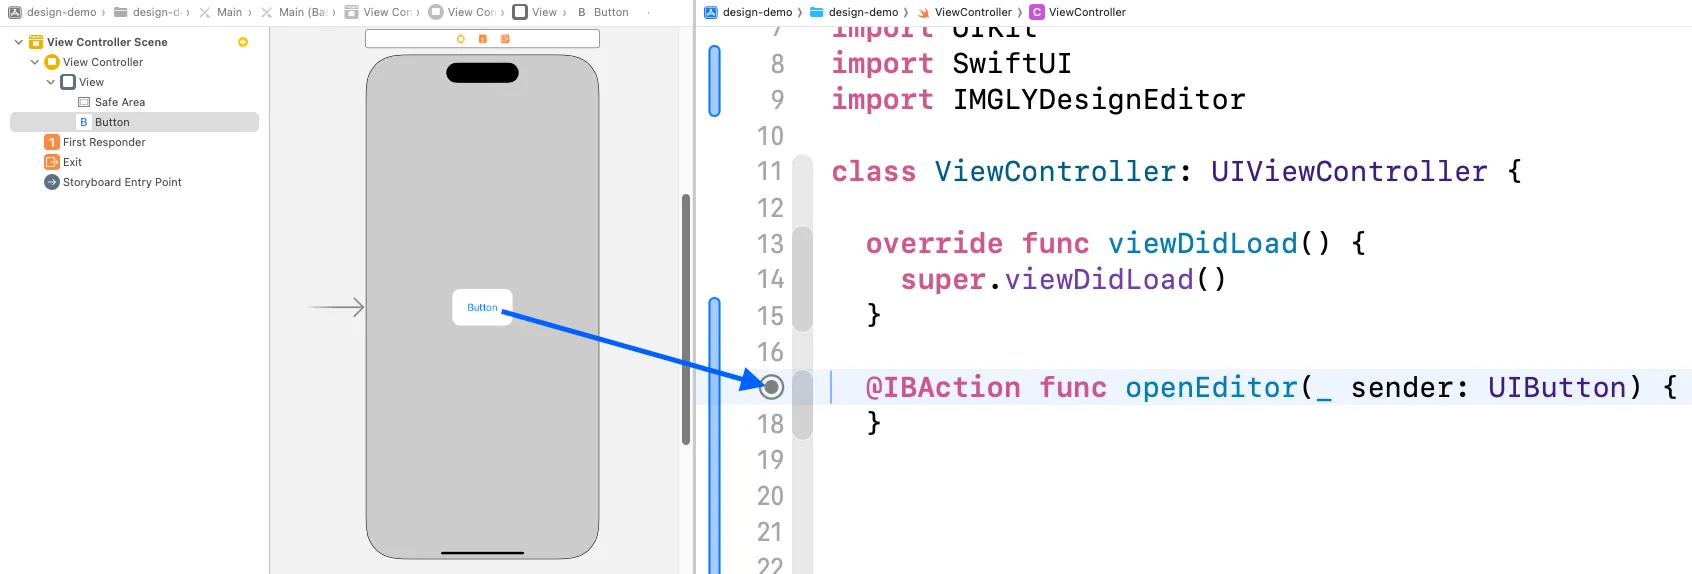 design-demo › design-d › Main › Main (Ba › View Con › View Con › View › B Button
View Controller Scene
View Controller
View
Safe Area
B Button
1 First Responder
Exit
Storyboard Entry Point
Button
design-demo › design-demo › ViewController › C ViewController
7 import UIKit
8 import SwiftUI
9 import IMGLYDesignEditor
10
11 class ViewController: UIViewController {
12
13 override func viewDidLoad() {
14 super.viewDidLoad()
15 }
16
@IBAction func openEditor(_ sender: UIButton) {
18 }
19
20
21
22